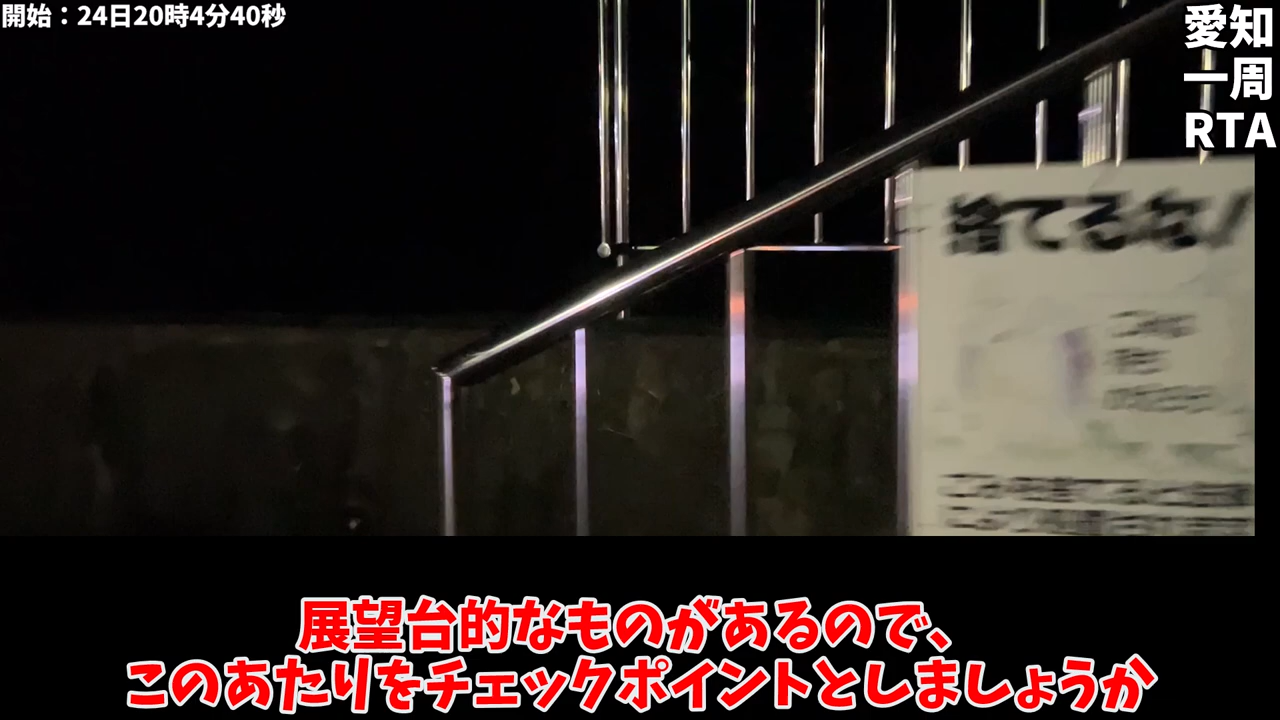 開始：24日20時4分40秒
愛知
一周
RTA
捨てるな!
展望台的なものがあるので、
このあたりをチェックポイントとしましょうか